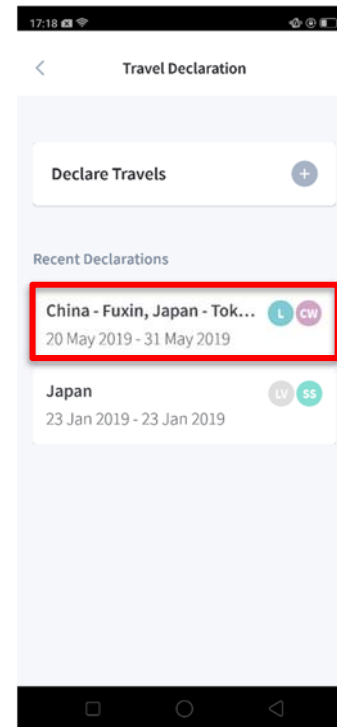 17:18
Travel Declaration
Declare Travels
Recent Declarations
China - Fuxin, Japan - Tok... L CW
20 May 2019 - 31 May 2019
Japan LV SS
23 Jan 2019 - 23 Jan 2019